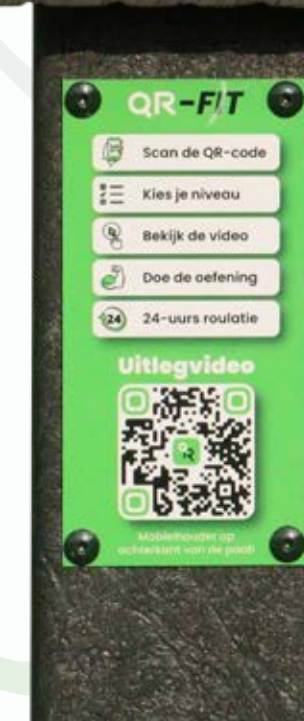 QR-FIT
Scan de QR-code
Kies je niveau
Bekijk de video
Doe de oefening
24
24-uurs roulatie
Uitlegvideo
Mobielhouder op
achterkant van de paal!